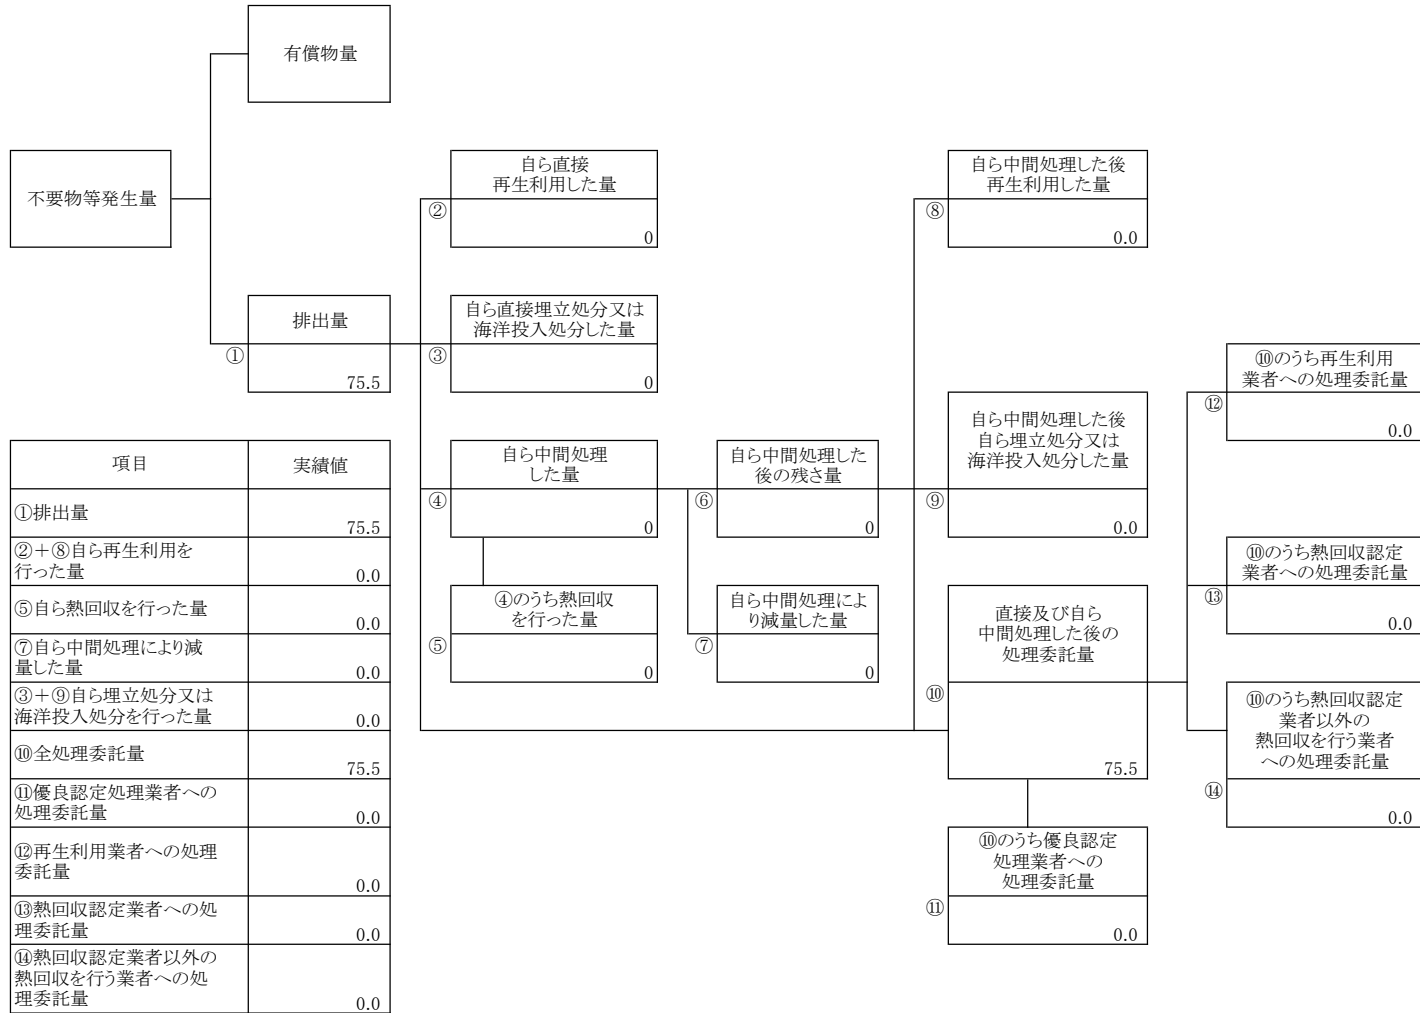 有償物量
不要物等発生量
自ら直接
再生利用した量
②
0
自ら中間処理した後
再生利用した量
⑧
0.0
排出量
①
75.5
自ら直接埋立処分又は
海洋投入処分した量
③
0
⑩のうち再生利用
業者への処理委託量
⑫
0.0
自ら中間処理
した量
④
0
自ら中間処理した
後の残さ量
⑥
0
自ら中間処理した後
自ら埋立処分又は
海洋投入処分した量
⑨
0.0
⑩のうち熱回収認定
業者への処理委託量
⑬
0.0
④のうち熱回収
を行った量
⑤
0
自ら中間処理によ
り減量した量
⑦
0
直接及び自ら
中間処理した後の
処理委託量
⑩
75.5
⑩のうち熱回収認定
業者以外の
熱回収を行う業者
への処理委託量
⑭
0.0
⑩のうち優良認定
処理業者への
処理委託量
⑪
0.0
項目
実績値
①排出量
75.5
②+⑧自ら再生利用を
行った量
0.0
⑤自ら熱回収を行った量
0.0
⑦自ら中間処理により減
量した量
0.0
③+⑨自ら埋立処分又は
海洋投入処分を行った量
0.0
⑩全処理委託量
75.5
⑪優良認定処理業者への
処理委託量
0.0
⑫再生利用業者への処理
委託量
0.0
⑬熱回収認定業者への処
理委託量
0.0
⑭熱回収認定業者以外の
熱回収を行う業者への処
理委託量
0.0